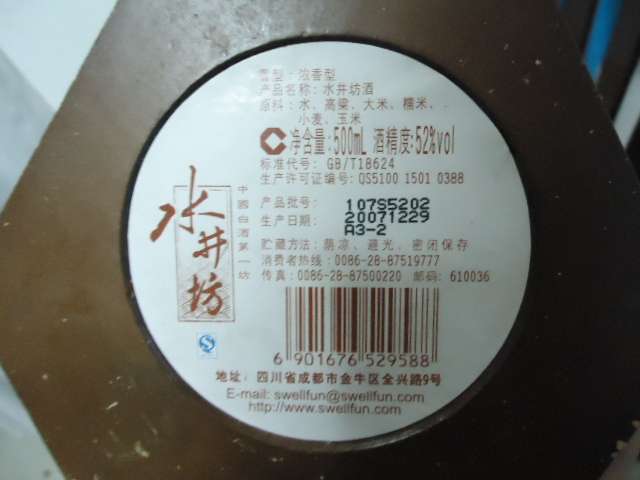 香型：浓香型
产品名称：水井坊酒
原料：水、高粱、大米、糯米、
小麦、玉米
净含量:500mL 酒精度:52%vol
标准代号：GB/T18624
生产许可证编号：QS5100 1501 0388
产品批号： 107S5202
生产日期： 20071229
A3-2
贮藏方法：阴凉、避光、密闭保存
消费者热线：0086-28-87519777
传真：0086-28-87500220 邮码：610036
水井坊
中國白酒第一坊
QS
6 901676 529588
地址：四川省成都市金牛区全兴路9号
E-mail: swellfun@swellfun.com
http://www.swellfun.com